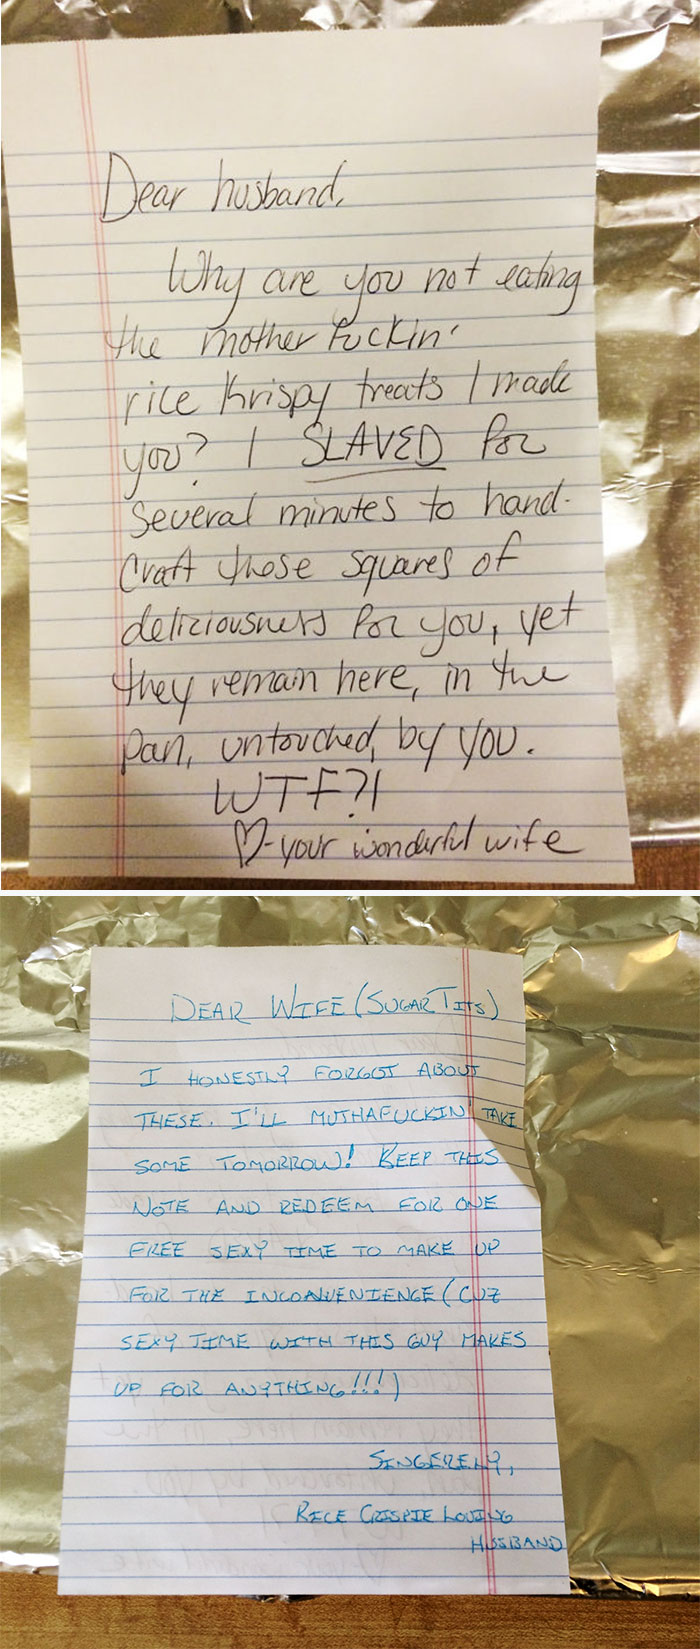 Dear husband,
Why are you not eating
the mother fuckin'
rice krispy treats I made
you? I SLAVED for
several minutes to hand-
craft these squares of
deliciousness for you, yet
they remain here, in the
pan, untouched, by you.
WTF?!
♡-your wonderful wife
DEAR WIFE (SUGAR TITS)
I HONESTLY FORGOT ABOUT
THESE. I'LL MUTHAFUCKIN' TAKE
SOME TOMORROW! KEEP THIS
NOTE AND REDEEM FOR ONE
FREE SEXY TIME TO MAKE UP
FOR THE INCONVENIENCE (CUZ
SEXY TIME WITH THIS GUY MAKES
UP FOR ANYTHING!!!)
SINCERELY,
RICE CRISPIE LOVING
HUSBAND